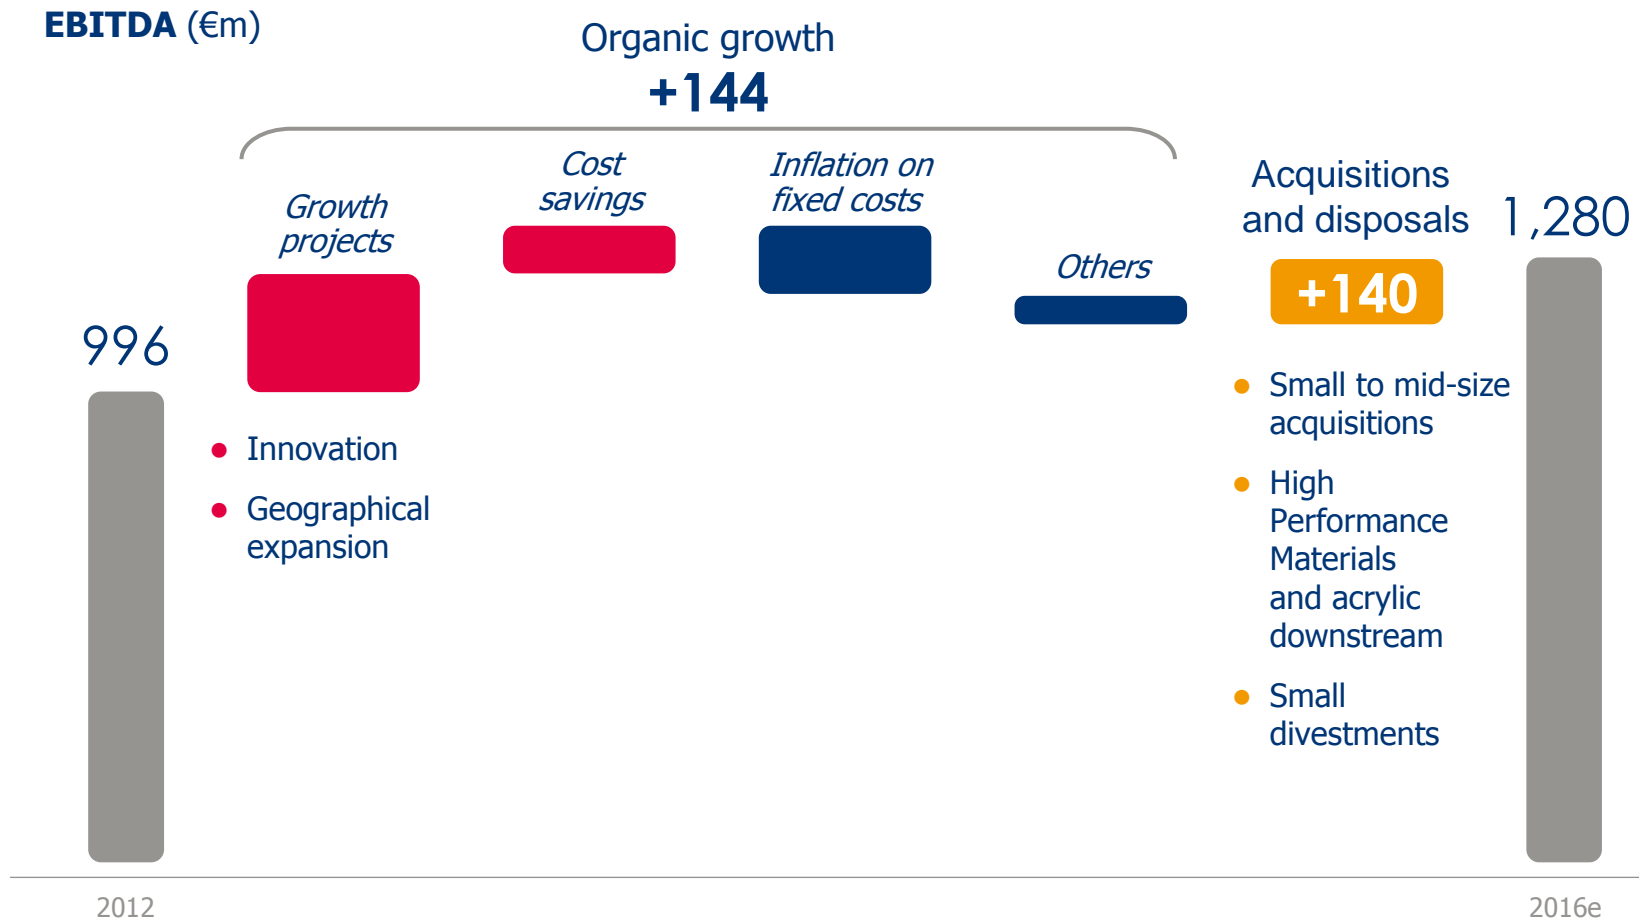 EBITDA (€m)
Organic growth
+144
Growth
projects
Cost
savings
Inflation on
fixed costs
Others
Acquisitions
and disposals
+140
996
1,280
● Innovation
● Geographical
expansion
● Small to mid-size
acquisitions
● High
Performance
Materials
and acrylic
downstream
● Small
divestments
2012
2016e